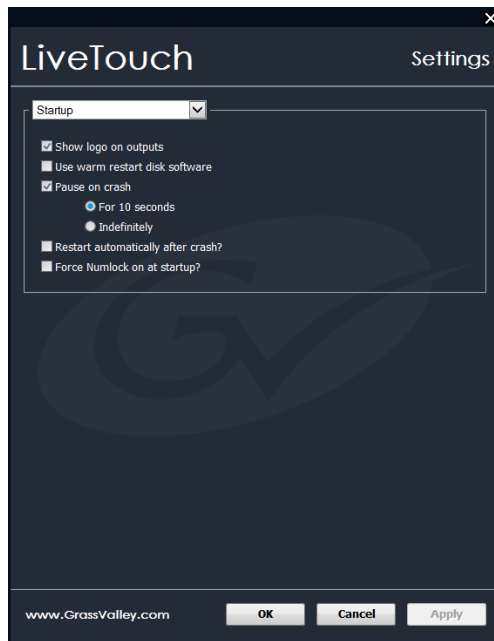 LiveTouch
Settings
Startup
Show logo on outputs
Use warm restart disk software
Pause on crash
For 10 seconds
Indefinitely
Restart automatically after crash?
Force Numlock on at startup?
www.GrassValley.com
OK
Cancel
Apply